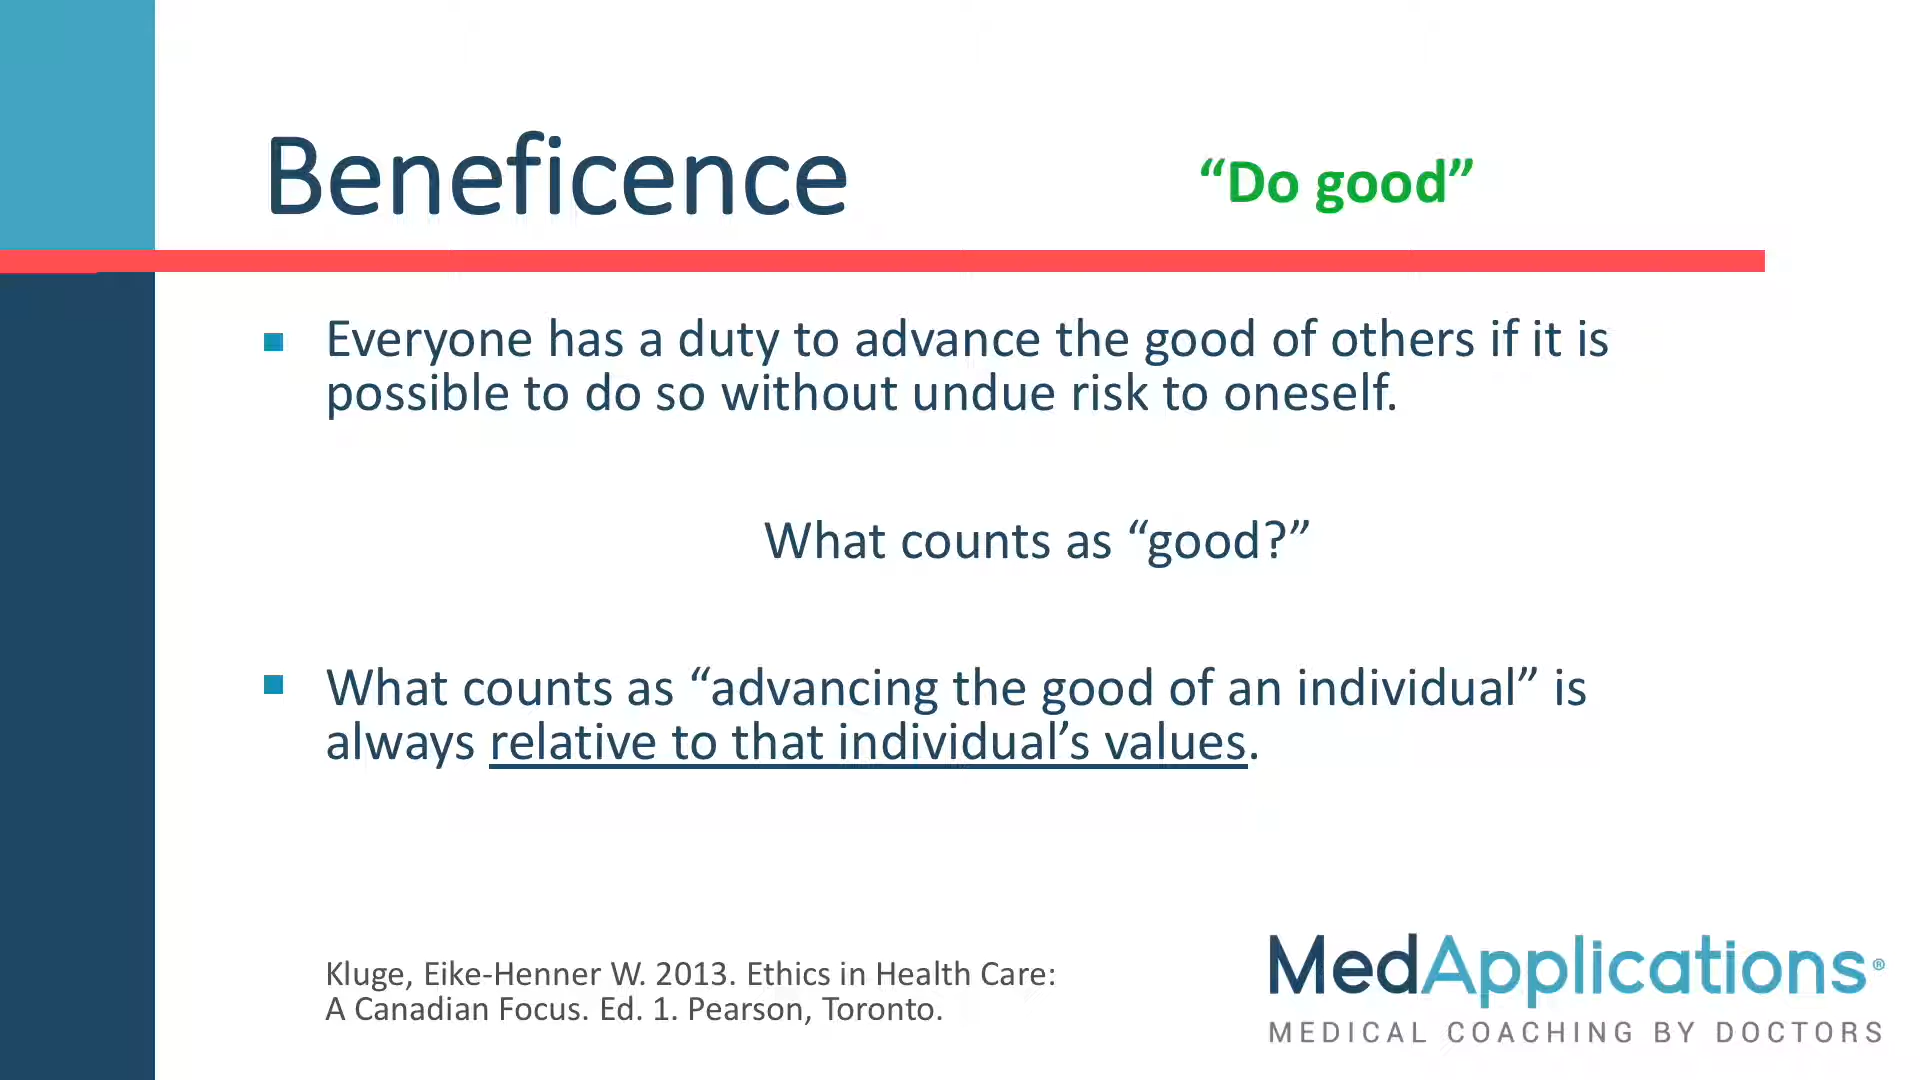 Beneficence
“Do good”
Everyone has a duty to advance the good of others if it is
possible to do so without undue risk to oneself.
What counts as “good?”
What counts as “advancing the good of an individual” is
always relative to that individual’s values.
Kluge, Eike-Henner W. 2013. Ethics in Health Care:
A Canadian Focus. Ed. 1. Pearson, Toronto.
MedApplications®
MEDICAL COACHING BY DOCTORS